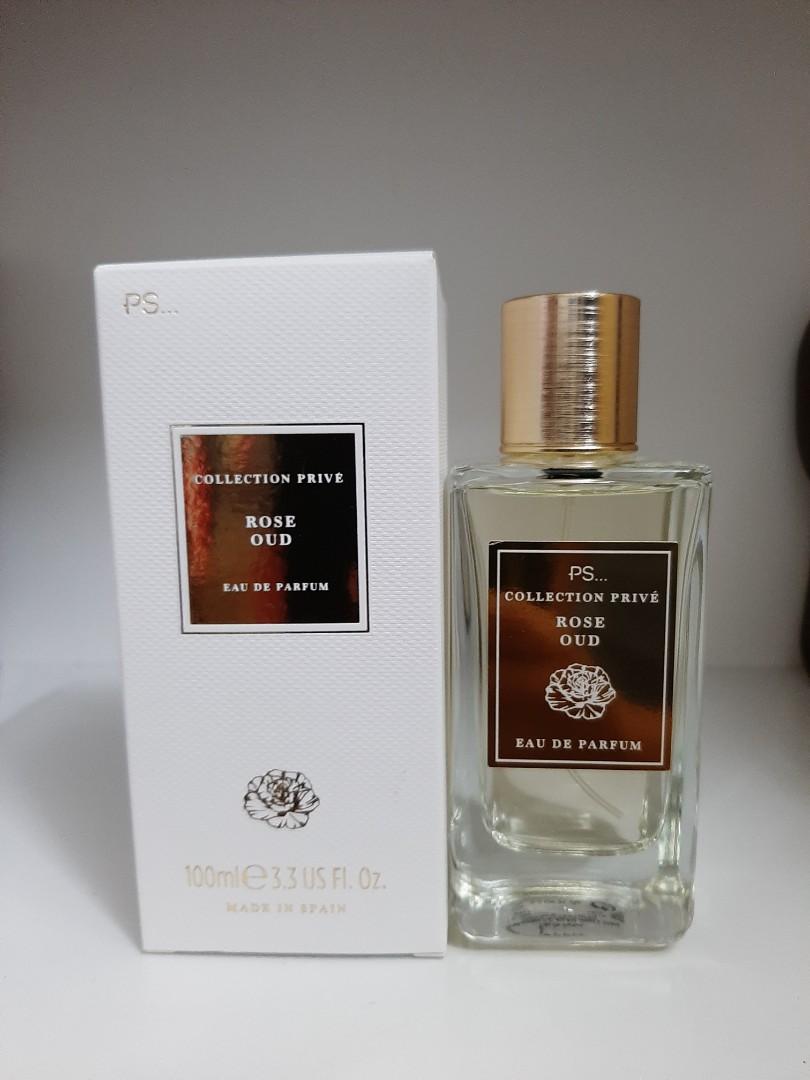 PS...
COLLECTION PRIVÉ
ROSE
OUD
EAU DE PARFUM
100ml℮3.3 US Fl. Oz.
MADE IN SPAIN
PS...
COLLECTION PRIVÉ
ROSE
OUD
EAU DE PARFUM